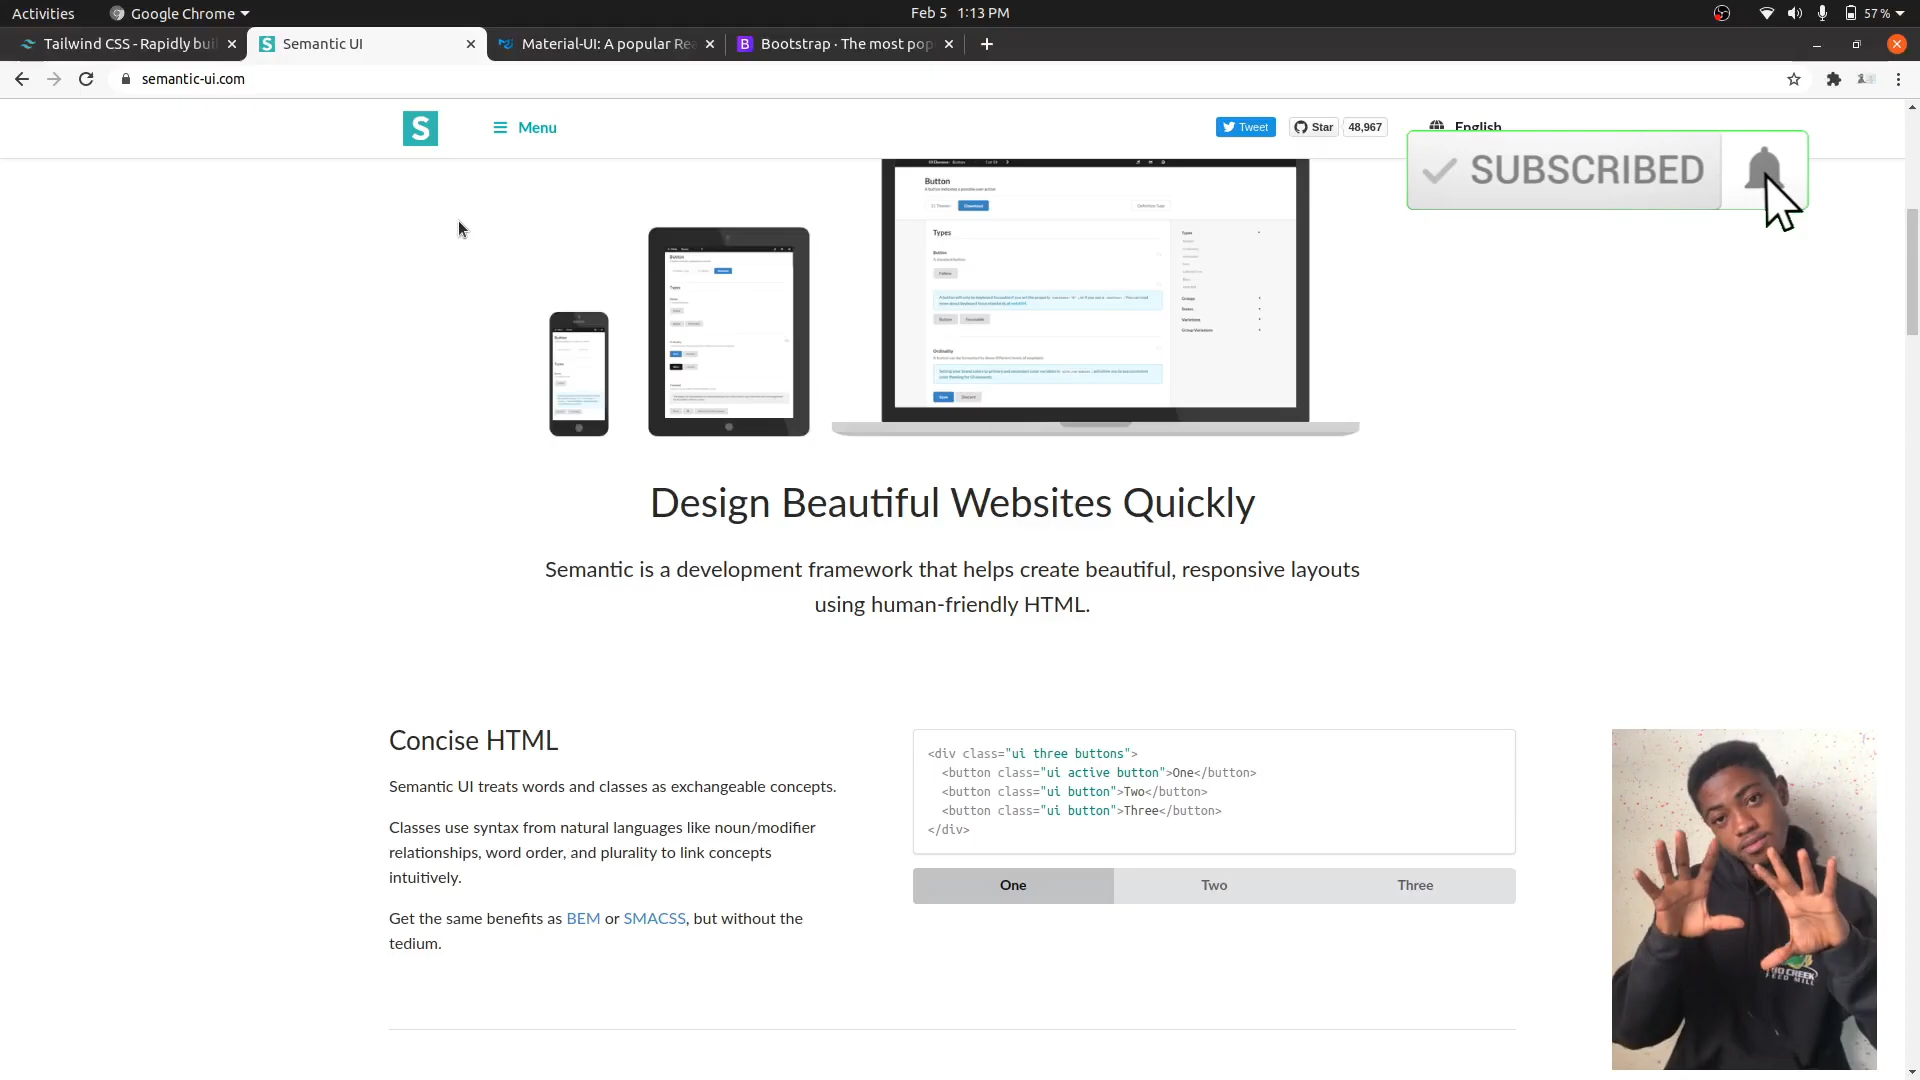 Activities
Google Chrome
Feb 5 1:13 PM
57 %
Tailwind CSS - Rapidly bui
Semantic UI
Material-UI: A popular Rea
Bootstrap · The most pop
semantic-ui.com
S
Menu
Tweet
Star
48,967
English
SUBSCRIBED
Button
Types
Button
Ordinality
Design Beautiful Websites Quickly
Semantic is a development framework that helps create beautiful, responsive layouts
using human-friendly HTML.
Concise HTML
Semantic UI treats words and classes as exchangeable concepts.
Classes use syntax from natural languages like noun/modifier
relationships, word order, and plurality to link concepts
intuitively.
Get the same benefits as BEM or SMACSS, but without the
tedium.
<div class="ui three buttons">
<button class="ui active button">One</button>
<button class="ui button">Two</button>
<button class="ui button">Three</button>
</div>
One
Two
Three
CREEK
FEED MILL